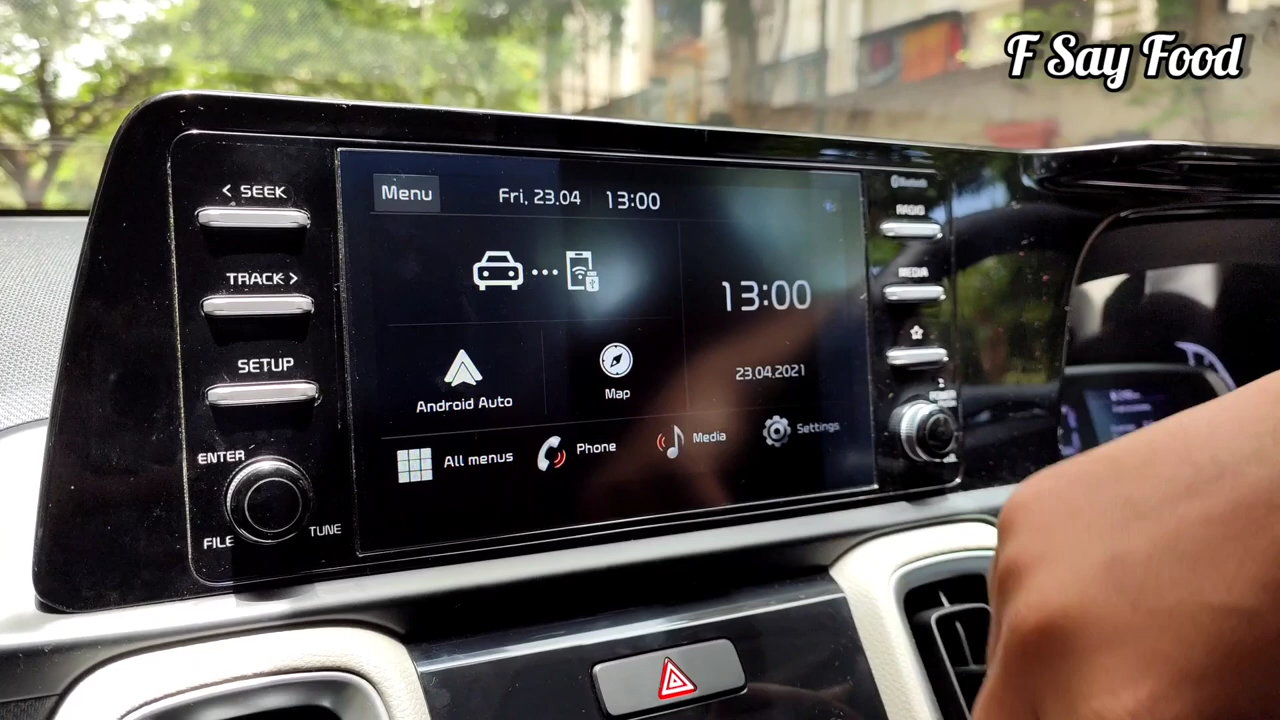 F Say Food
< SEEK
TRACK >
SETUP
ENTER
FILE
TUNE
Menu
Fri, 23.04
13:00
13:00
23.04.2021
Android Auto
Map
All menus
Phone
Media
Settings
Bluetooth
RADIO
MEDIA